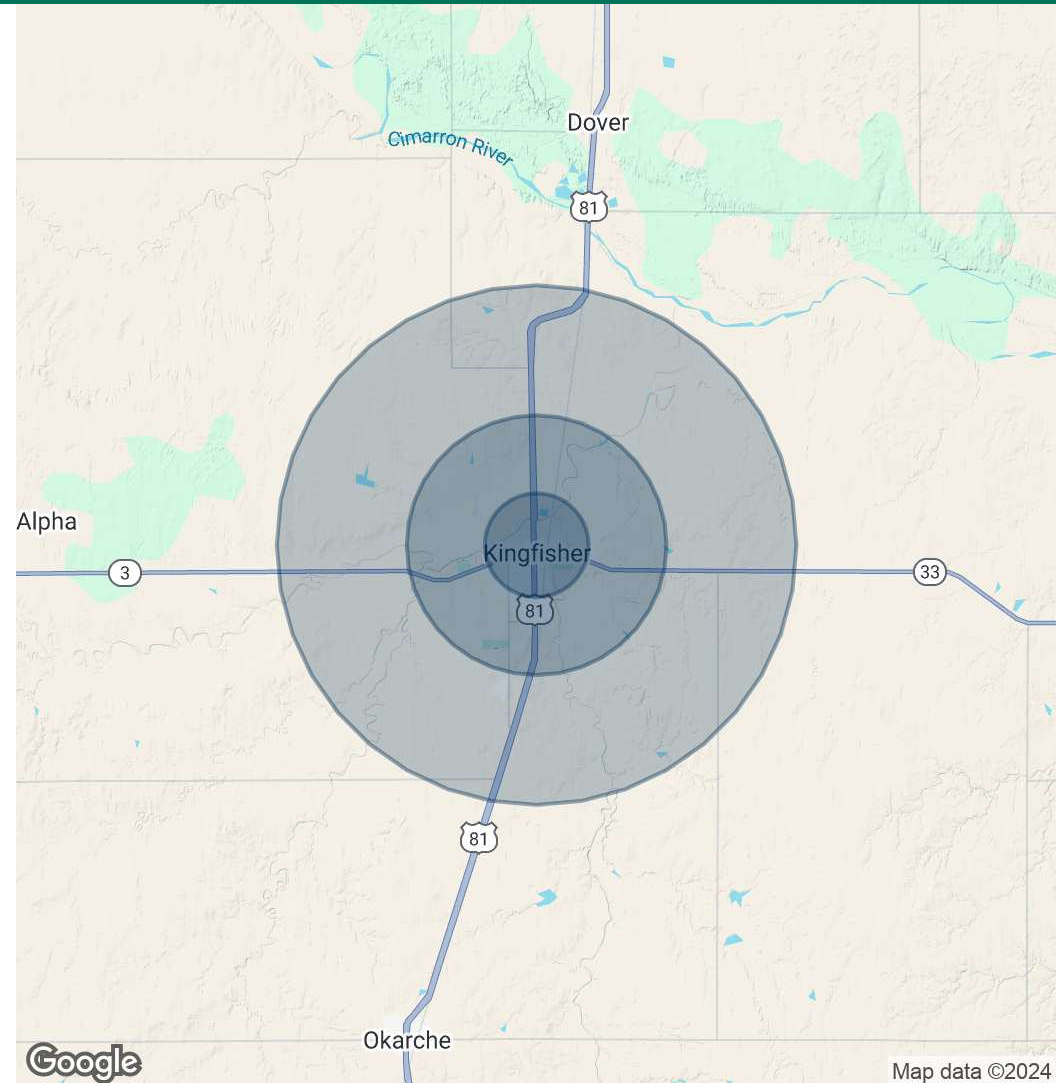 Dover
Cimarron River
81
Alpha
Kingfisher
3
33
81
81
Okarche
Google
Map data ©2024